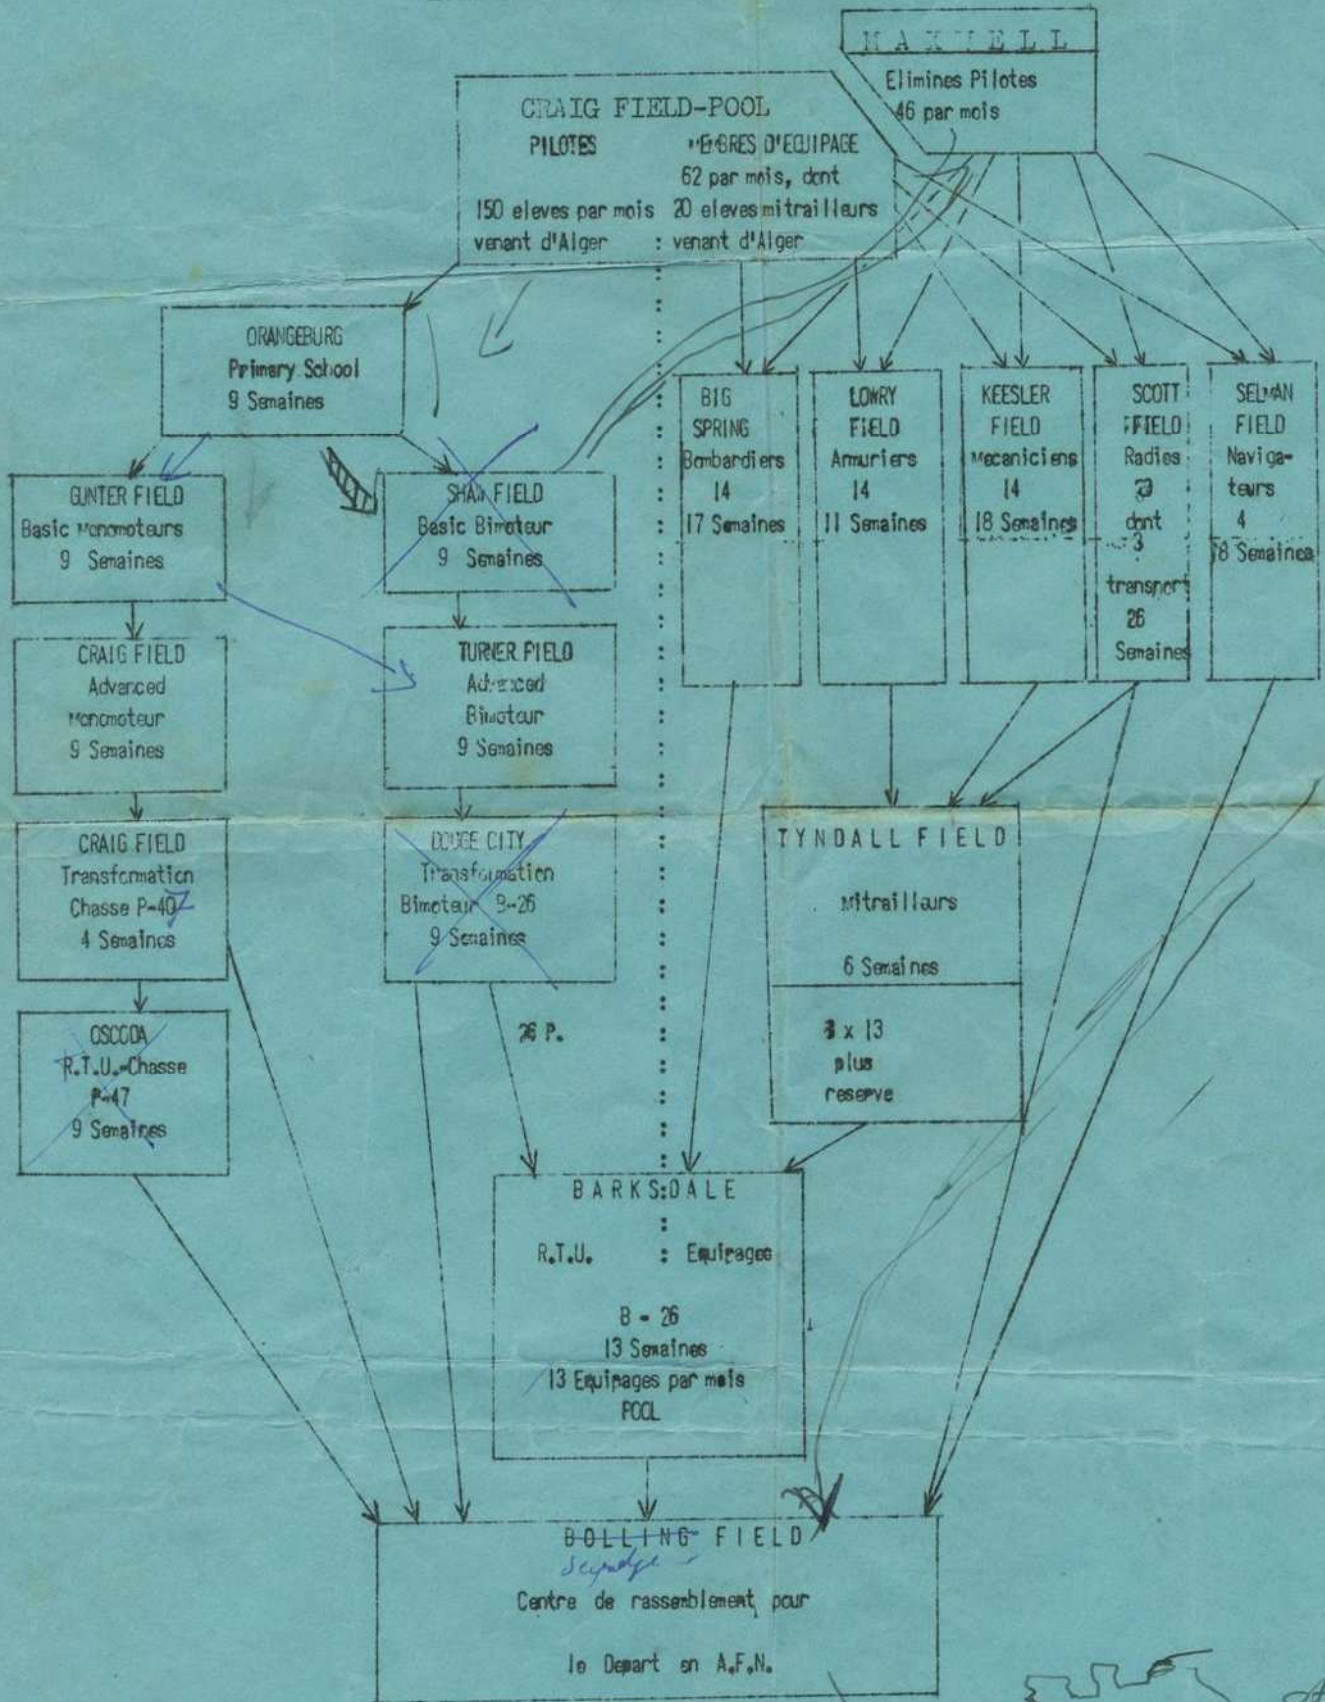 MAXWELL
Elimines Pilotes
46 par mois
CRAIG FIELD-POOL
PILOTES
150 eleves par mois
venant d'Alger
MEMBRES D'EQUIPAGE
62 par mois, dont
20 eleves mitrailleurs
venant d'Alger
ORANGEBURG
Primary School
9 Semaines
GUNTER FIELD
Basic Monomoteurs
9 Semaines
SHAW FIELD
Basic Bimoteur
9 Semaines
BIG
SPRING
Bombardiers
14
17 Semaines
LOWRY
FIELD
Armuriers
14
11 Semaines
KEESLER
FIELD
Mecaniciens
14
18 Semaines
SCOTT
FIELD
Radios
dont
3
transport
26
Semaines
SELMAN
FIELD
Naviga-
teurs
4
18 Semaines
CRAIG FIELD
Advanced
Monomoteur
9 Semaines
TURNER FIELD
Advanced
Bimoteur
9 Semaines
CRAIG FIELD
Transformation
Chasse P-40
4 Semaines
DODGE CITY
Transformation
Bimoteur B-26
9 Semaines
TYNDALL FIELD
Mitrailleurs
6 Semaines
3 x 13
plus
reserve
OSCODA
R.T.U.-Chasse
P-47
9 Semaines
26 P.
BARKSDALE
R.T.U. : Equipages
B - 26
13 Semaines
13 Equipages par mois
POOL
BOLLING FIELD
Centre de rassemblement pour
le Depart en A.F.N.